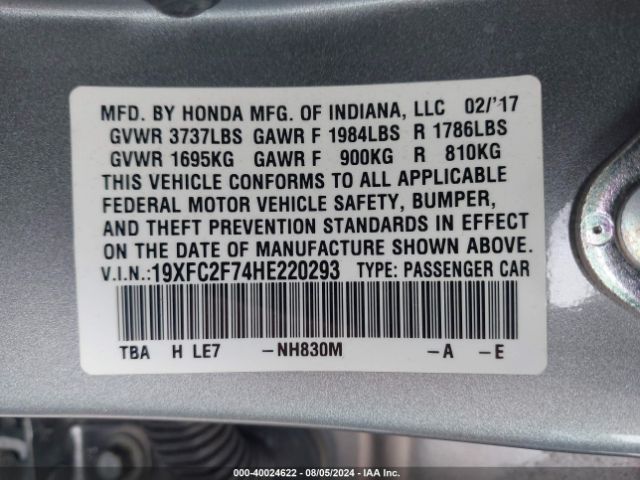 MFD. BY HONDA MFG. OF INDIANA, LLC 02/'17
GVWR 3737LBS GAWR F 1984LBS R 1786LBS
GVWR 1695KG GAWR F 900KG R 810KG
THIS VEHICLE CONFORMS TO ALL APPLICABLE
FEDERAL MOTOR VEHICLE SAFETY, BUMPER,
AND THEFT PREVENTION STANDARDS IN EFFECT
ON THE DATE OF MANUFACTURE SHOWN ABOVE.
V.I.N.:19XFC2F74HE220293 TYPE: PASSENGER CAR
TBA H LE7 -NH830M -A -E
000-40024622 - 08/05/2024 - IAA Inc.